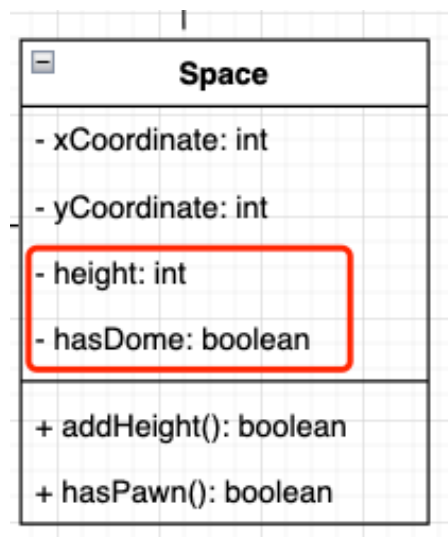 Space
- xCoordinate: int
- yCoordinate: int
- height: int
- hasDome: boolean
+ addHeight(): boolean
+ hasPawn(): boolean